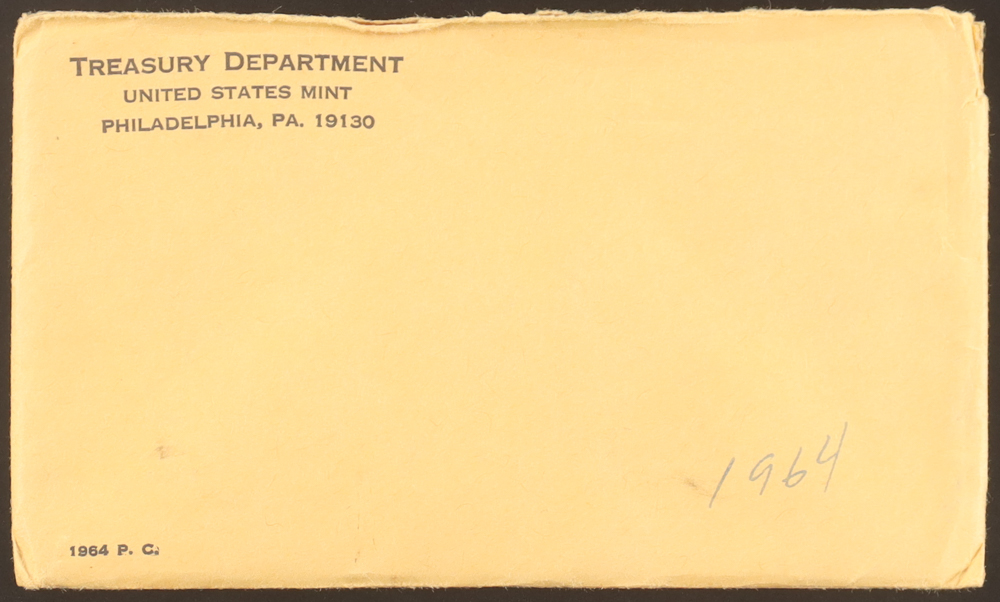 TREASURY DEPARTMENT
UNITED STATES MINT
PHILADELPHIA, PA. 19130
1964
1964 P. C.